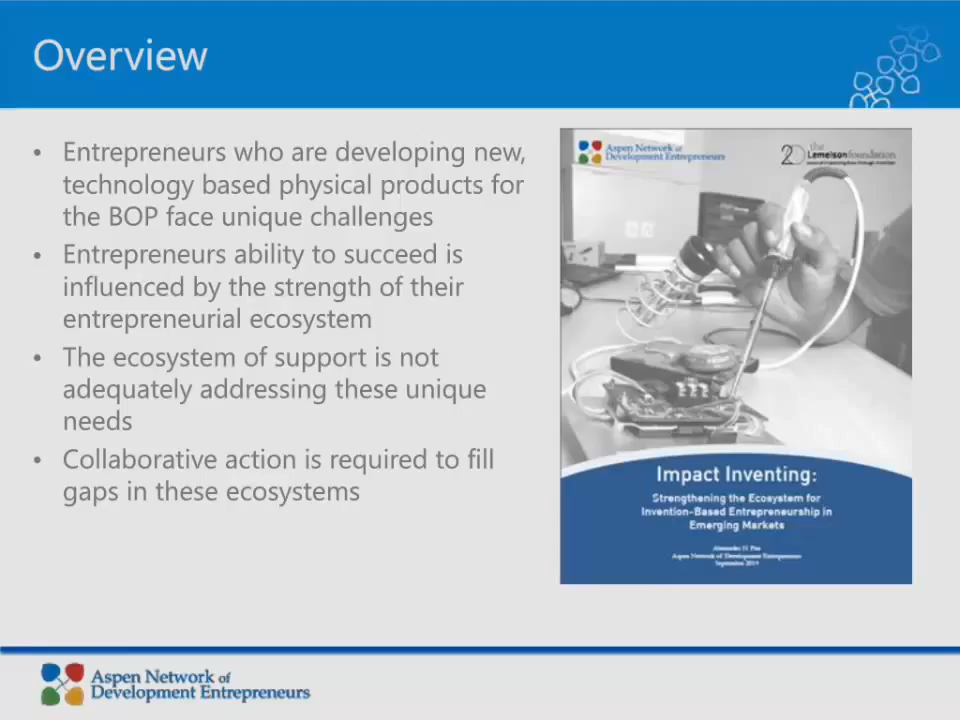 Overview
• Entrepreneurs who are developing new,
technology based physical products for
the BOP face unique challenges
• Entrepreneurs ability to succeed is
influenced by the strength of their
entrepreneurial ecosystem
• The ecosystem of support is not
adequately addressing these unique
needs
• Collaborative action is required to fill
gaps in these ecosystems
Aspen Network of
Development Entrepreneurs
20 the
Lemelson foundation
Impact Inventing:
Strengthening the Ecosystem for
Invention-Based Entrepreneurship in
Emerging Markets
Aspen Network of Development Entrepreneurs
Aspen Network of
Development Entrepreneurs